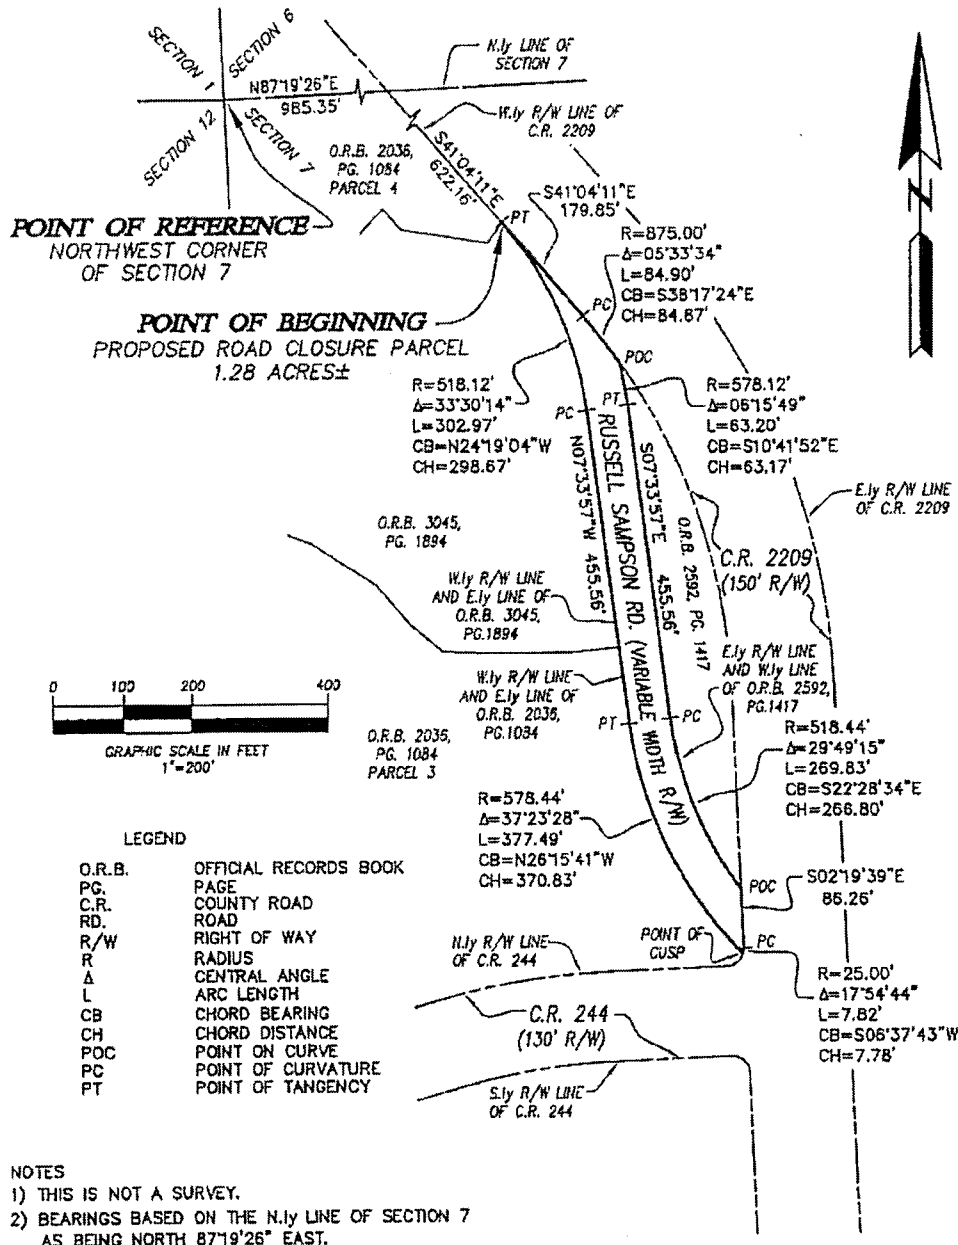 SECTION 1
SECTION 6
SECTION 12
SECTION 7
N87°19'26"E
985.35'
N.ly LINE OF
SECTION 7
W.ly R/W LINE OF
C.R. 2209
O.R.B. 2036,
PG. 1084
PARCEL 4
S41°04'11"E
622.16'
PT
S41°04'11"E
179.85'
POINT OF REFERENCE
NORTHWEST CORNER
OF SECTION 7
N
R=875.00'
Δ=05°33'34"
L=84.90'
CB=S38°17'24"E
CH=84.87'
PC
POINT OF BEGINNING
PROPOSED ROAD CLOSURE PARCEL
1.28 ACRES±
POC
R=518.12'
Δ=33°30'14"
L=302.97'
CB=N24°19'04"W
CH=298.67'
PC
PT
R=578.12'
Δ=06°15'49"
L=63.20'
CB=S10°41'52"E
CH=63.17'
N07°33'57"W 455.56'
RUSSELL SAMPSON RD. (VARIABLE WIDTH R/W)
S07°33'57"E 455.56'
O.R.B. 2592, PG. 1417
E.ly R/W LINE
OF C.R. 2209
C.R. 2209
(150' R/W)
O.R.B. 3045,
PG. 1894
W.ly R/W LINE
AND E.ly LINE OF
O.R.B. 3045,
PG.1894
W.ly R/W LINE
AND E.ly LINE OF
O.R.B. 2036,
PG.1084
E.ly R/W LINE
AND W.ly LINE
OF O.R.B. 2592,
PG.1417
PT
PC
0 100 200 400
GRAPHIC SCALE IN FEET
1"=200'
O.R.B. 2036,
PG. 1084
PARCEL 3
R=518.44'
Δ=29°49'15"
L=269.83'
CB=S22°28'34"E
CH=266.80'
R=578.44'
Δ=37°23'28"
L=377.49'
CB=N26°15'41"W
CH=370.83'
POC
S02°19'39"E
86.26'
LEGEND
O.R.B. OFFICIAL RECORDS BOOK
PG. PAGE
C.R. COUNTY ROAD
RD. ROAD
R/W RIGHT OF WAY
R RADIUS
Δ CENTRAL ANGLE
L ARC LENGTH
CB CHORD BEARING
CH CHORD DISTANCE
POC POINT ON CURVE
PC POINT OF CURVATURE
PT POINT OF TANGENCY
N.ly R/W LINE
OF C.R. 244
POINT OF
CUSP
PC
R=25.00'
Δ=17°54'44"
L=7.82'
CB=S06°37'43"W
CH=7.78'
C.R. 244
(130' R/W)
S.ly R/W LINE
OF C.R. 244
NOTES
1) THIS IS NOT A SURVEY.
2) BEARINGS BASED ON THE N.ly LINE OF SECTION 7
AS BEING NORTH 87°19'26" EAST.